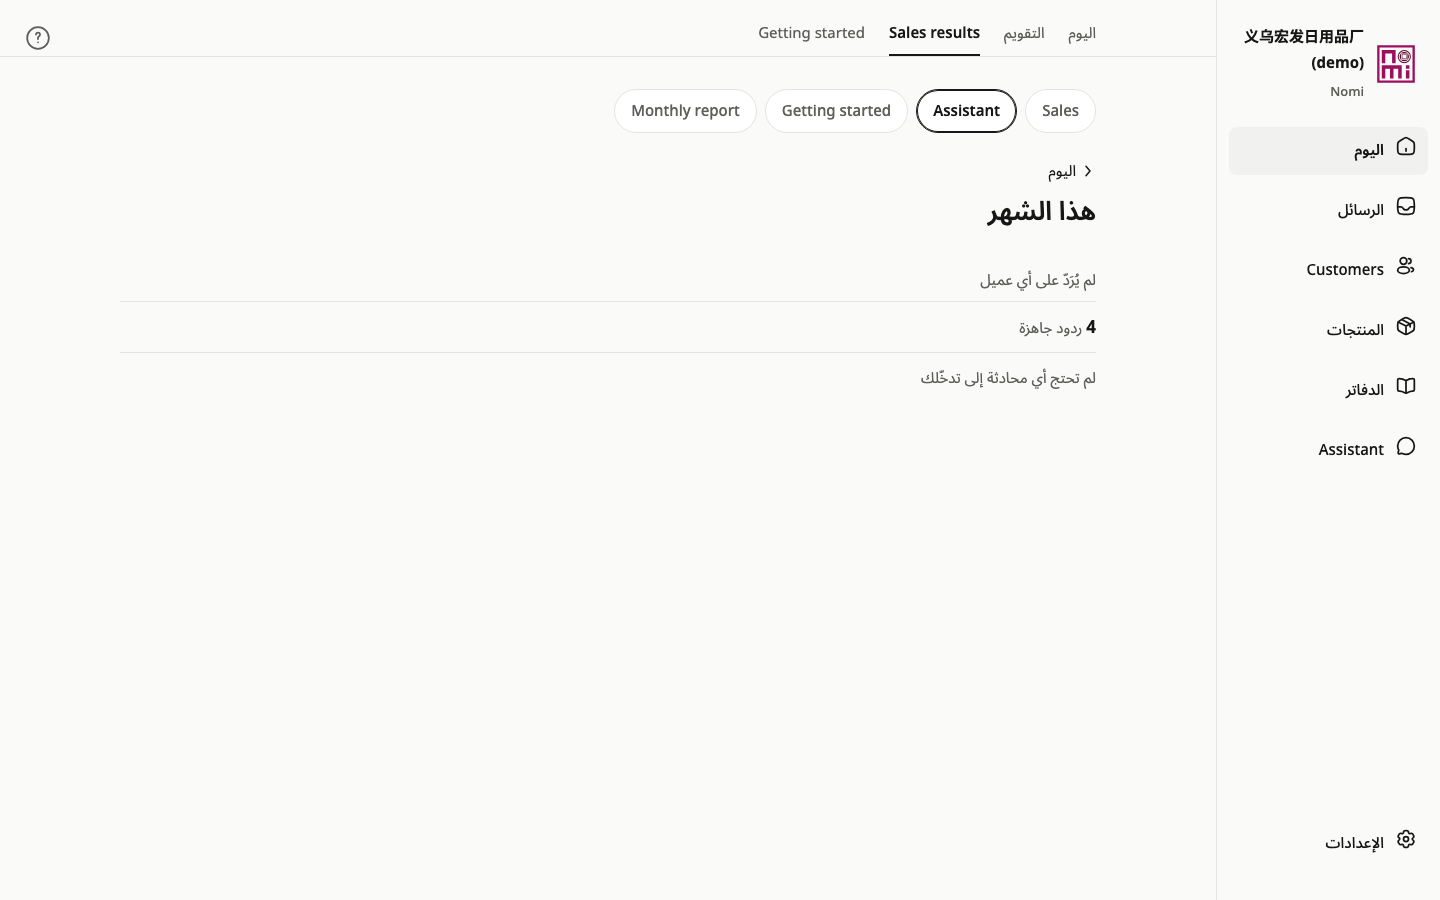 义乌宏发日用品厂
(demo)
Nomi
اليوم
الرسائل
Customers
المنتجات
الدفاتر
Assistant
الإعدادات
اليوم
التقويم
Sales results
Getting started
Sales
Assistant
Getting started
Monthly report
اليوم
هذا الشهر
لم يُرَدّ على أي عميل
4 ردود جاهزة
لم تحتج أي محادثة إلى تدخّلك